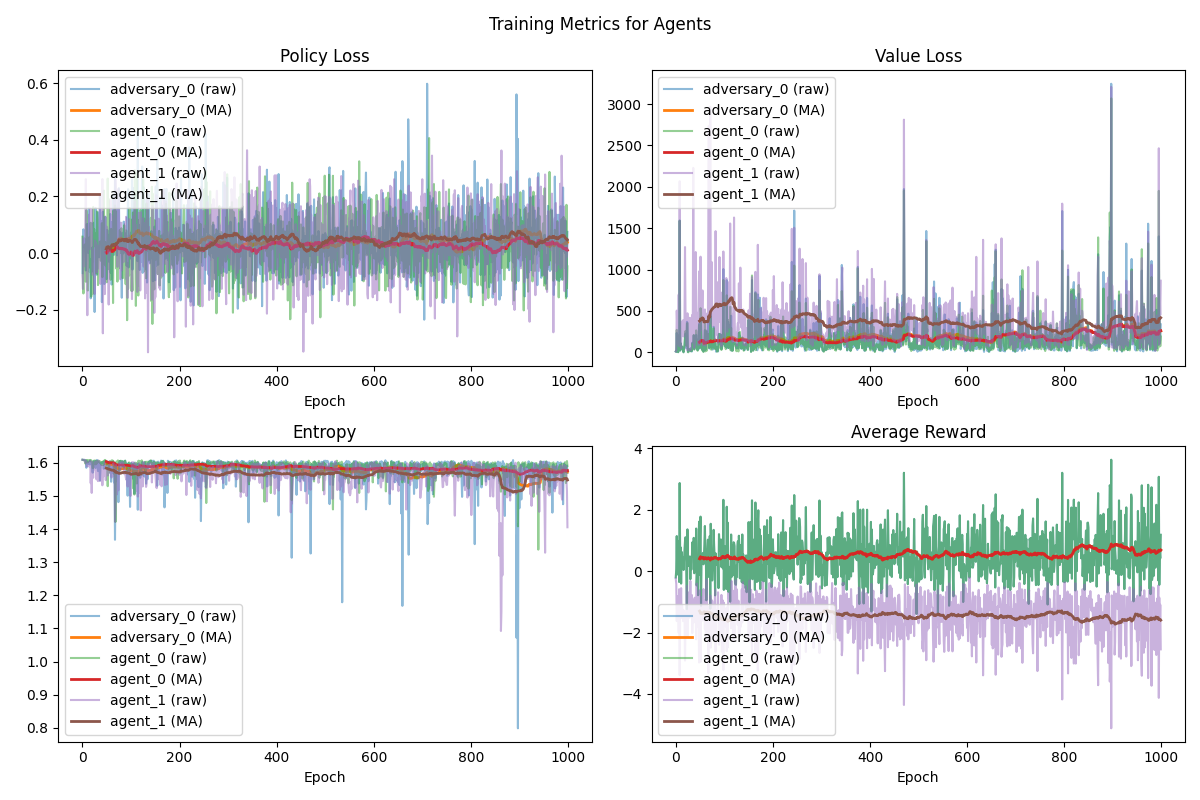 Training Metrics for Agents
Policy Loss
adversary_0 (raw)
adversary_0 (MA)
agent_0 (raw)
agent_0 (MA)
agent_1 (raw)
agent_1 (MA)
0.6
0.4
0.2
0.0
−0.2
0 200 400 600 800 1000
Epoch
Value Loss
adversary_0 (raw)
adversary_0 (MA)
agent_0 (raw)
agent_0 (MA)
agent_1 (raw)
agent_1 (MA)
3000
2500
2000
1500
1000
500
0
0 200 400 600 800 1000
Epoch
Entropy
1.6
1.5
1.4
1.3
1.2
1.1
1.0
0.9
0.8
adversary_0 (raw)
adversary_0 (MA)
agent_0 (raw)
agent_0 (MA)
agent_1 (raw)
agent_1 (MA)
0 200 400 600 800 1000
Epoch
Average Reward
4
2
0
−2
−4
adversary_0 (raw)
adversary_0 (MA)
agent_0 (raw)
agent_0 (MA)
agent_1 (raw)
agent_1 (MA)
0 200 400 600 800 1000
Epoch